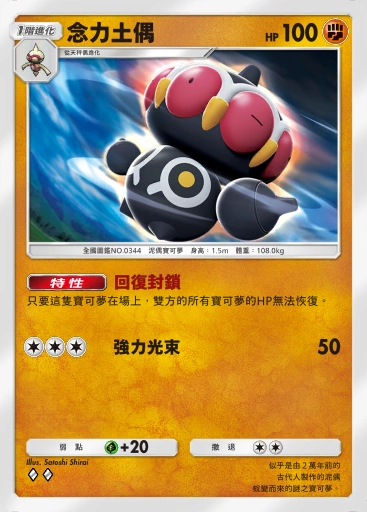 1階進化 念力土偶 HP 100
從天秤偶進化
全國圖鑑NO.0344 泥偶寶可夢 身高：1.5m 體重：108.0kg
特性 回復封鎖
只要這隻寶可夢在場上，雙方的所有寶可夢的HP無法恢復。
強力光束 50
弱點 +20 撤退
Illus. Satoshi Shirai
似乎是由2萬年前的
古代人製作的泥偶
蛻變而來的謎之寶可夢。